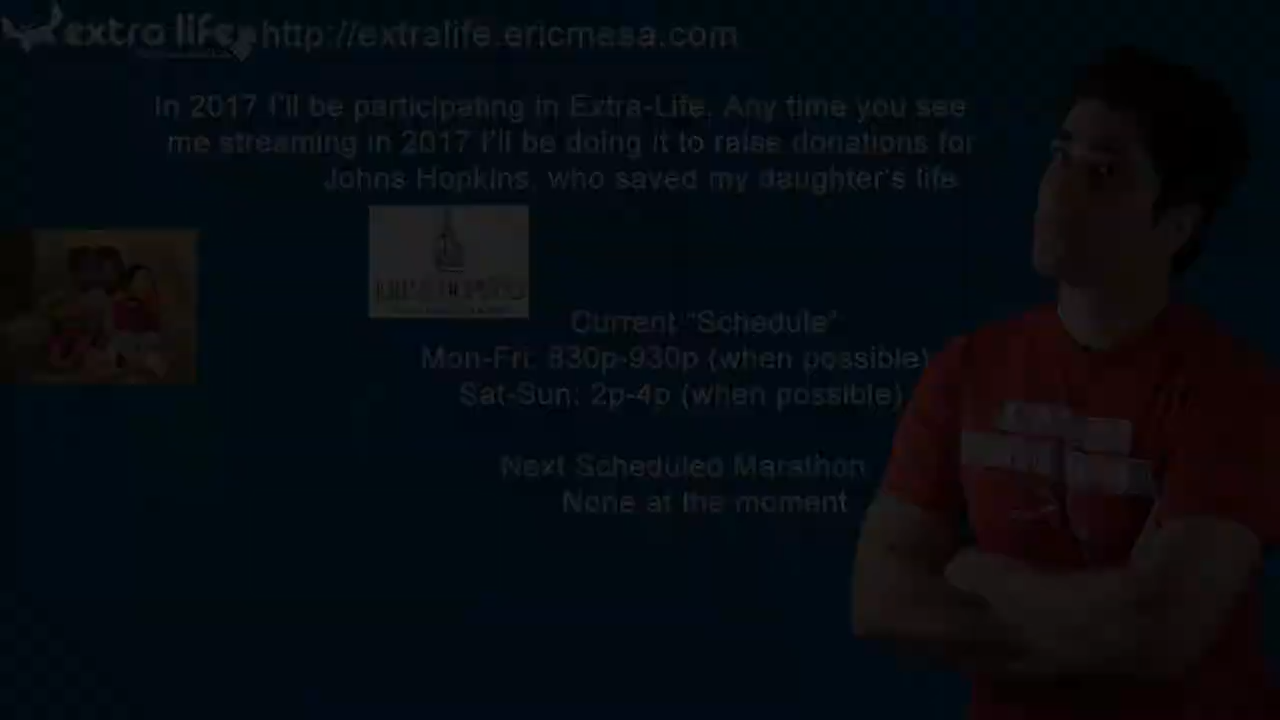 extra life http://extralife.ericmesa.com
In 2017 I'll be participating in Extra-Life. Any time you see
me streaming in 2017 I'll be doing it to raise donations for
Johns Hopkins, who saved my daughter's life
JOHNS HOPKINS
Current "Schedule"
Mon-Fri: 830p-930p (when possible)
Sat-Sun: 2p-4p (when possible)
Next Scheduled Marathon
None at the moment